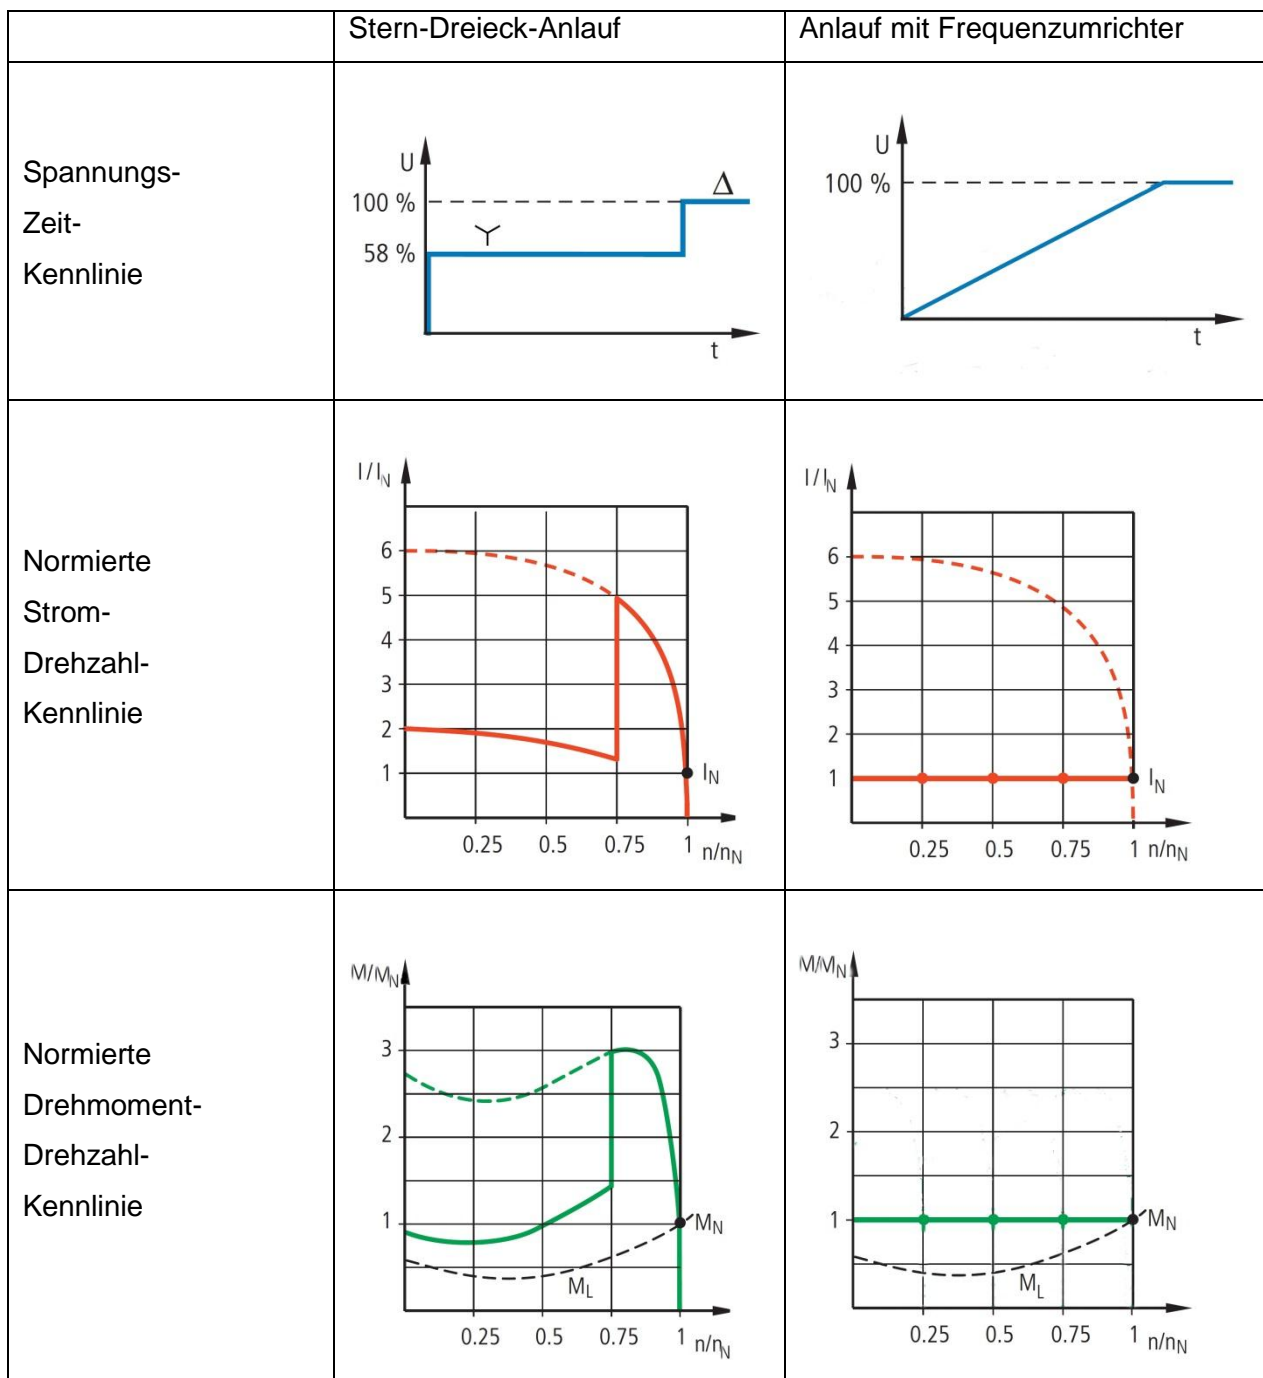 Stern-Dreieck-Anlauf
Anlauf mit Frequenzumrichter
Spannungs-
Zeit-
Kennlinie
U
100 %
58 %
Δ
t
U
100 %
t
Normierte
Strom-
Drehzahl-
Kennlinie
I/IN
6
5
4
3
2
1
IN
0.25 0.5 0.75 1 n/nN
I/IN
6
5
4
3
2
1
IN
0.25 0.5 0.75 1 n/nN
Normierte
Drehmoment-
Drehzahl-
Kennlinie
M/MN
3
2
1
MN
ML
0.25 0.5 0.75 1 n/nN
M/MN
3
2
1
MN
ML
0.25 0.5 0.75 1 n/nN